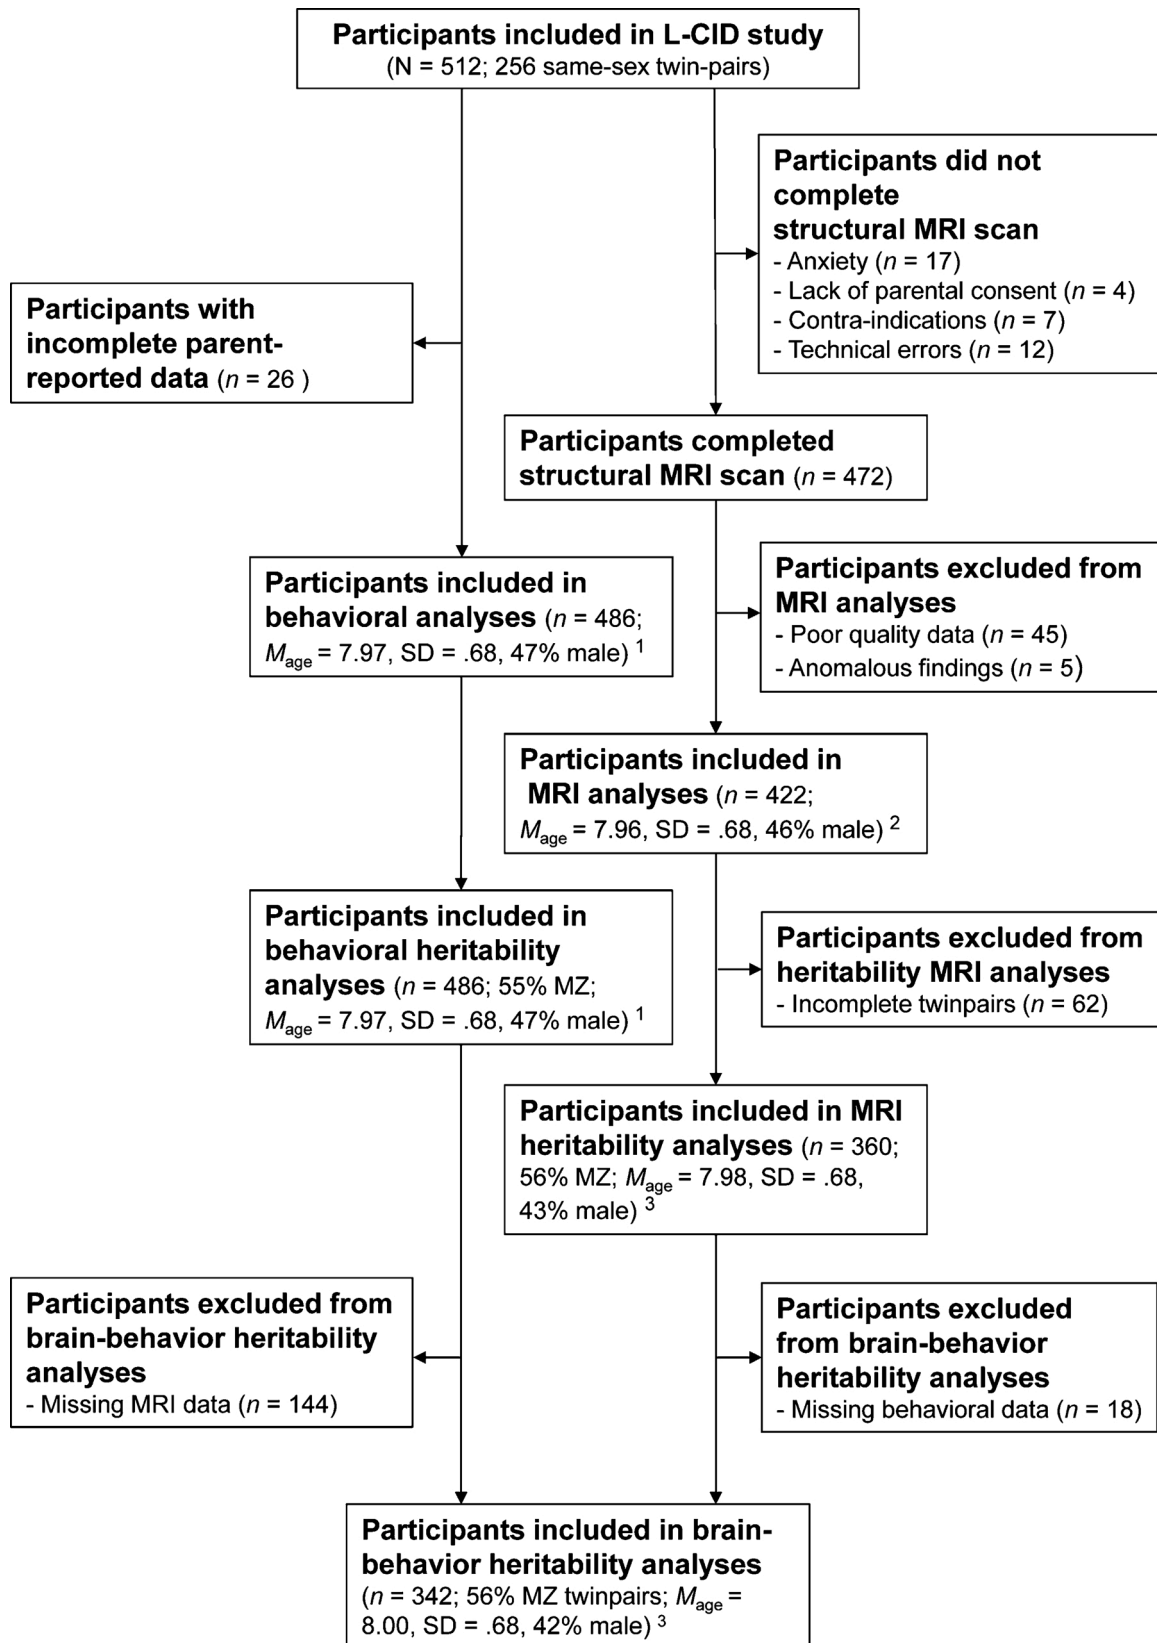 Participants included in L-CID study
(N = 512; 256 same-sex twin-pairs)
Participants did not
complete
structural MRI scan
- Anxiety (n = 17)
- Lack of parental consent (n = 4)
- Contra-indications (n = 7)
- Technical errors (n = 12)
Participants with
incomplete parent-
reported data (n = 26 )
Participants completed
structural MRI scan (n = 472)
Participants included in
behavioral analyses (n = 486;
Mage = 7.97, SD = .68, 47% male) 1
Participants excluded from
MRI analyses
- Poor quality data (n = 45)
- Anomalous findings (n = 5)
Participants included in
MRI analyses (n = 422;
Mage = 7.96, SD = .68, 46% male) 2
Participants included in
behavioral heritability
analyses (n = 486; 55% MZ;
Mage = 7.97, SD = .68, 47% male) 1
Participants excluded from
heritability MRI analyses
- Incomplete twinpairs (n = 62)
Participants included in MRI
heritability analyses (n = 360;
56% MZ; Mage = 7.98, SD = .68,
43% male) 3
Participants excluded from
brain-behavior heritability
analyses
- Missing MRI data (n = 144)
Participants excluded
from brain-behavior
heritability analyses
- Missing behavioral data (n = 18)
Participants included in brain-
behavior heritability analyses
(n = 342; 56% MZ twinpairs; Mage =
8.00, SD = .68, 42% male) 3